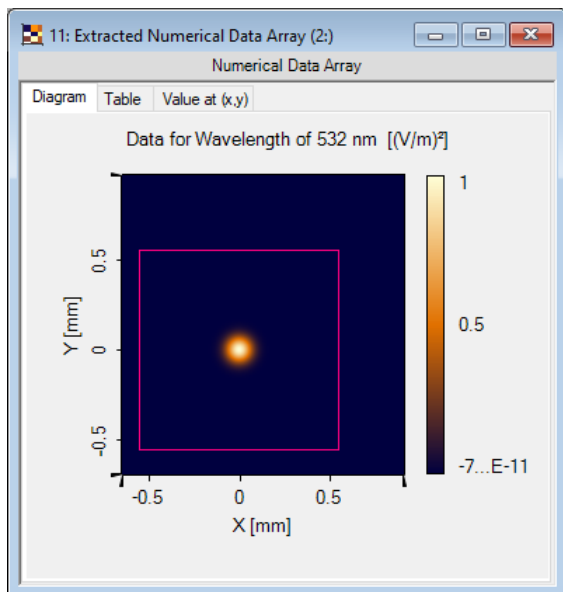 11: Extracted Numerical Data Array (2:)
Numerical Data Array
Diagram Table Value at (x,y)
Data for Wavelength of 532 nm [(V/m)²]
1
0.5
-7...E-11
Y [mm]
0.5
0
-0.5
-0.5 0 0.5
X [mm]